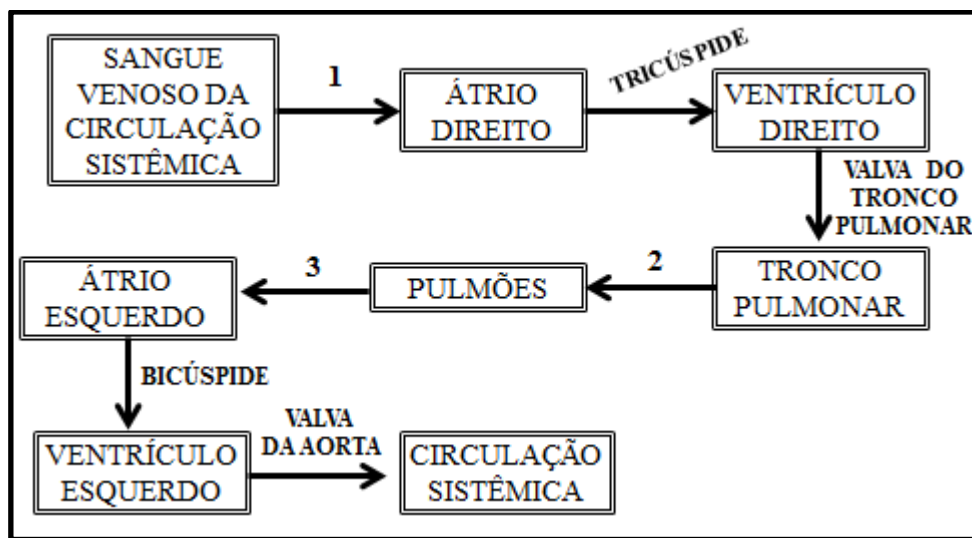 SANGUE
VENOSO DA
CIRCULAÇÃO
SISTÊMICA
1
ÁTRIO
DIREITO
TRICÚSPIDE
VENTRÍCULO
DIREITO
VALVA DO
TRONCO
PULMONAR
TRONCO
PULMONAR
2
PULMÕES
3
ÁTRIO
ESQUERDO
BICÚSPIDE
VENTRÍCULO
ESQUERDO
VALVA
DA AORTA
CIRCULAÇÃO
SISTÊMICA